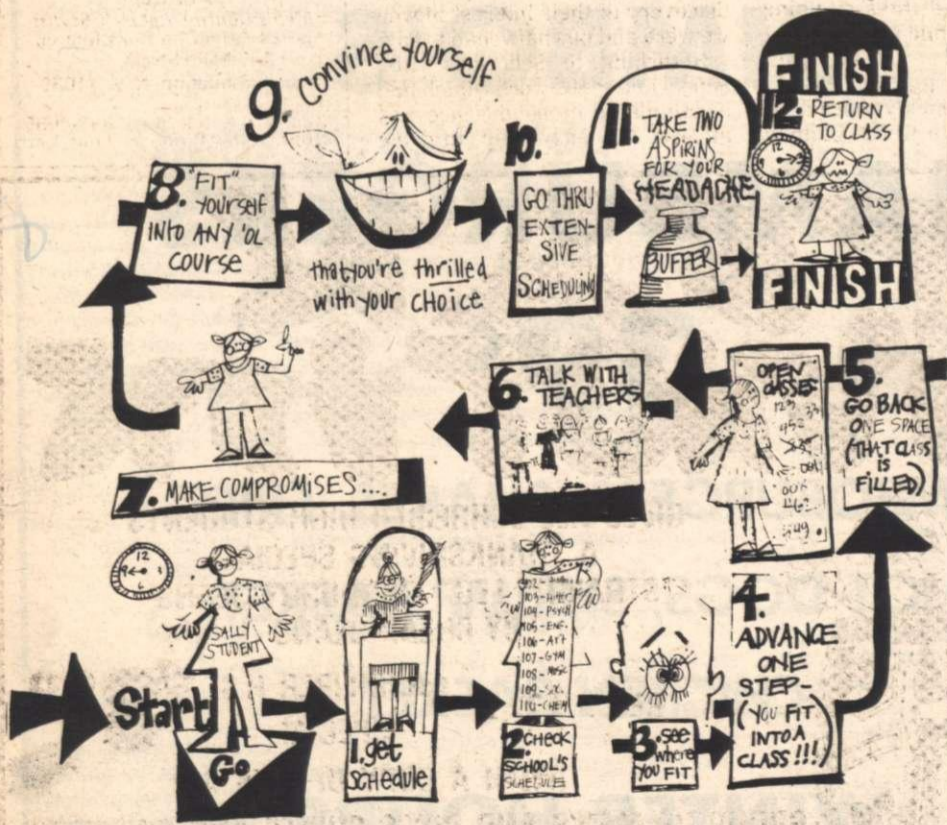 Start
Go
SALLY
STUDENT
1. get
SCHEDULE
2. CHECK
SCHOOL'S
SCHEDULE
104 - PSYCH
105 - ENG.
106 - ART
107 - GYM
3. see
where
YOU FIT
4.
ADVANCE
ONE
STEP-
(YOU FIT
INTO A
CLASS!!!)
5.
GO BACK
ONE SPACE
(THAT CLASS
IS
FILLED)
OPEN
CLASSES
6. TALK WITH
TEACHERS
7. MAKE COMPROMISES....
8. "FIT"
yourself
INTO ANY 'OL
COURSE
9. Convince yourself
that you're thrilled
with your CHOICE
10.
GO THRU
EXTEN-
SIVE
SCHEDULING
11. TAKE TWO
ASPIRINS
FOR YOUR
HEADACHE
BUFFER
FINISH
12. RETURN
TO CLASS
FINISH